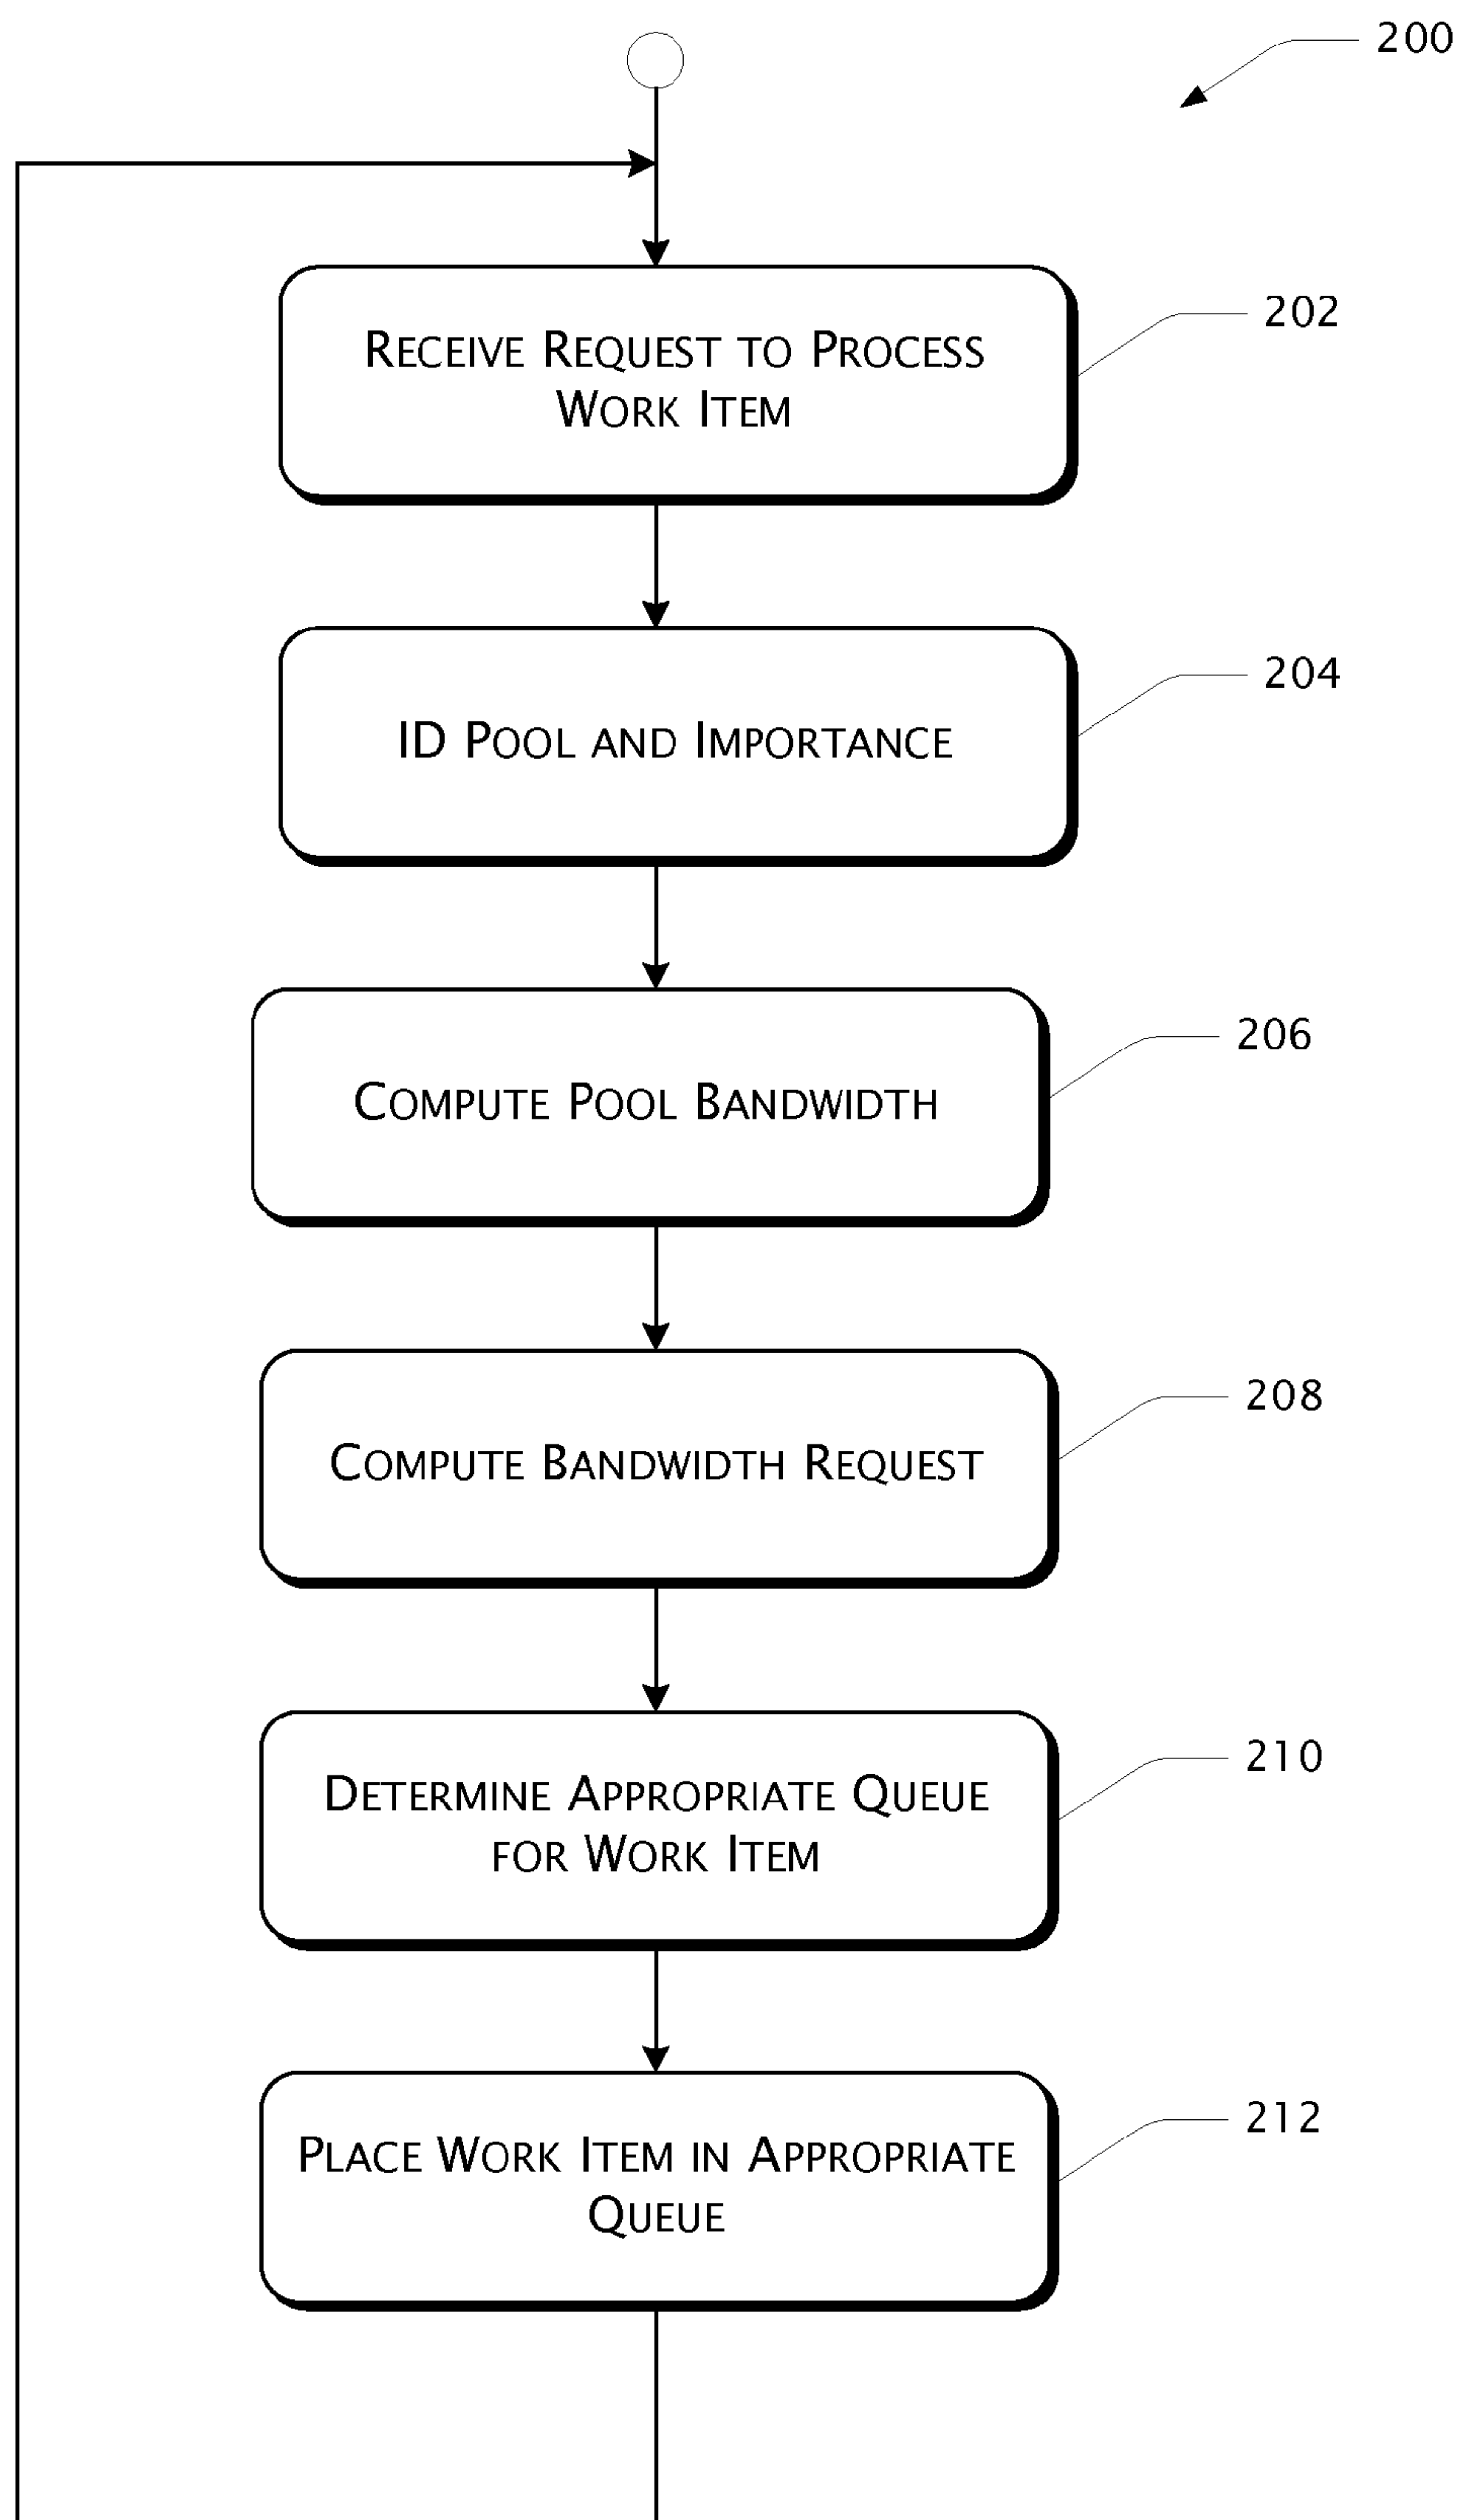 200
RECEIVE REQUEST TO PROCESS
WORK ITEM
202
ID POOL AND IMPORTANCE
204
COMPUTE POOL BANDWIDTH
206
COMPUTE BANDWIDTH REQUEST
208
DETERMINE APPROPRIATE QUEUE
FOR WORK ITEM
210
PLACE WORK ITEM IN APPROPRIATE
QUEUE
212